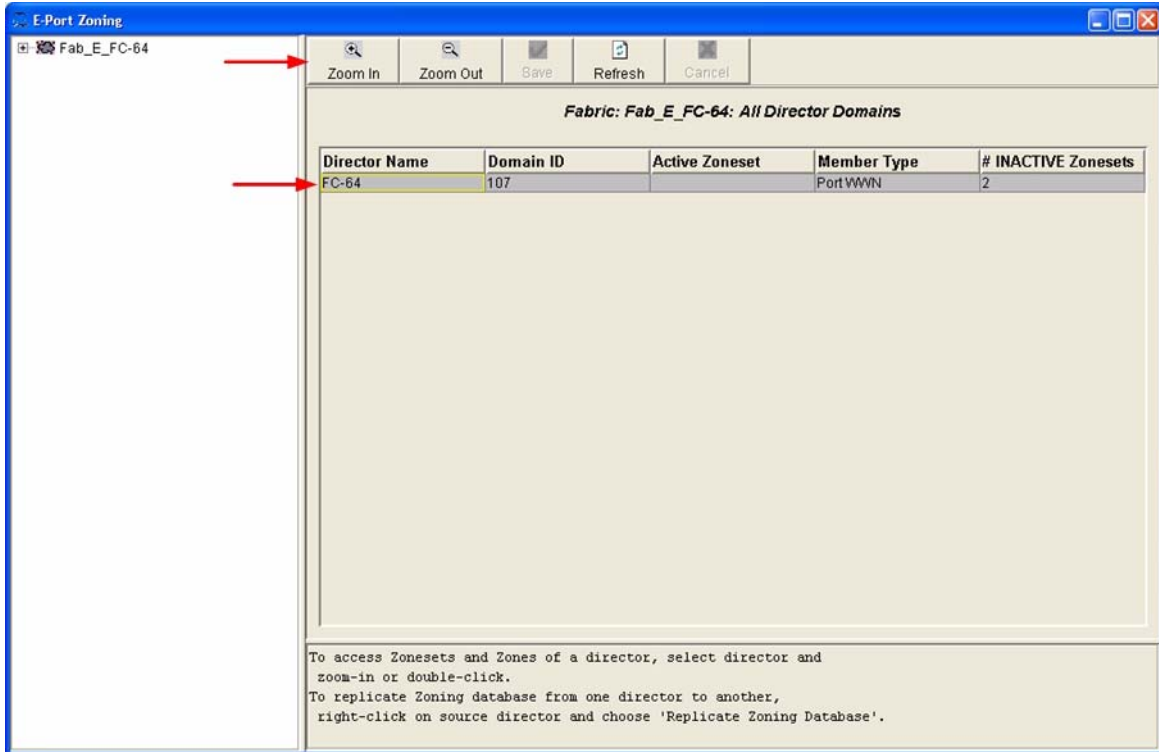 E-Port Zoning
Fab_E_FC-64
Zoom In Zoom Out Save Refresh Cancel
Fabric: Fab_E_FC-64: All Director Domains
Director Name Domain ID Active Zoneset Member Type # INACTIVE Zonesets
FC-64 107 Port WWN 2
To access Zonesets and Zones of a director, select director and
zoom-in or double-click.
To replicate Zoning database from one director to another,
right-click on source director and choose 'Replicate Zoning Database'.